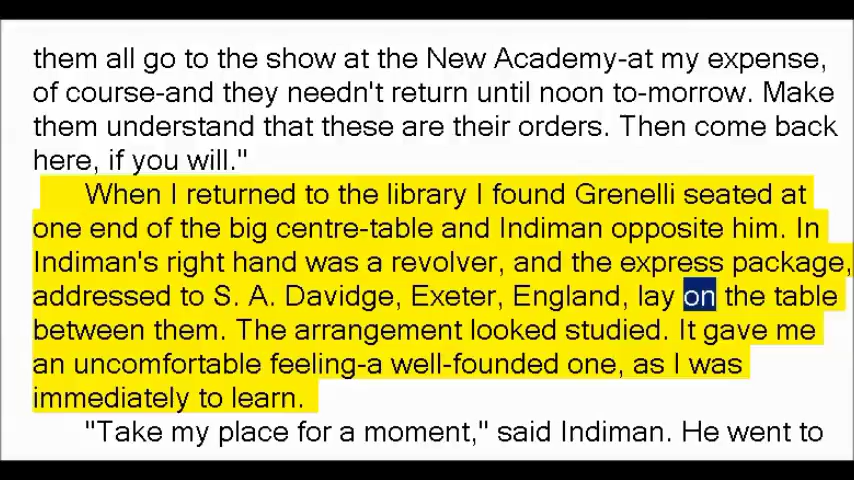 them all go to the show at the New Academy-at my expense,
of course-and they needn't return until noon to-morrow. Make
them understand that these are their orders. Then come back
here, if you will."
When I returned to the library I found Grenelli seated at
one end of the big centre-table and Indiman opposite him. In
Indiman's right hand was a revolver, and the express package,
addressed to S. A. Davidge, Exeter, England, lay on the table
between them. The arrangement looked studied. It gave me
an uncomfortable feeling-a well-founded one, as I was
immediately to learn.
"Take my place for a moment," said Indiman. He went to